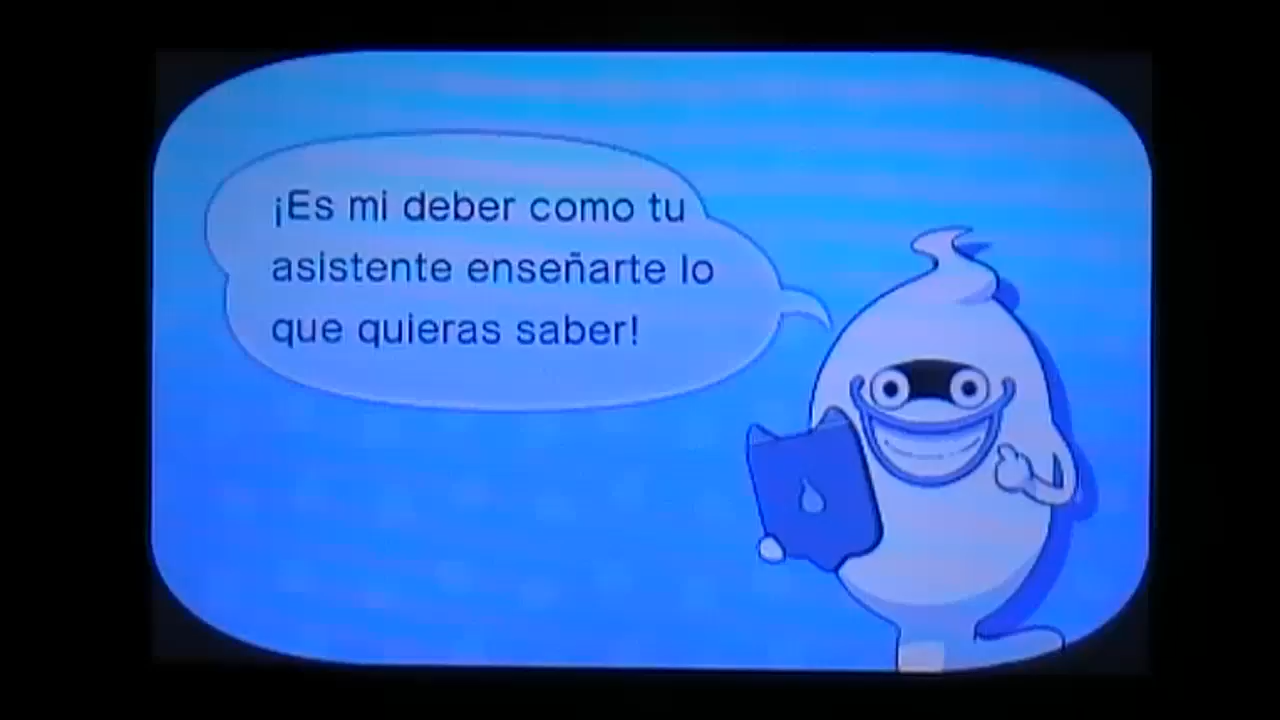 ¡Es mi deber como tu
asistente enseñarte lo
que quieras saber!